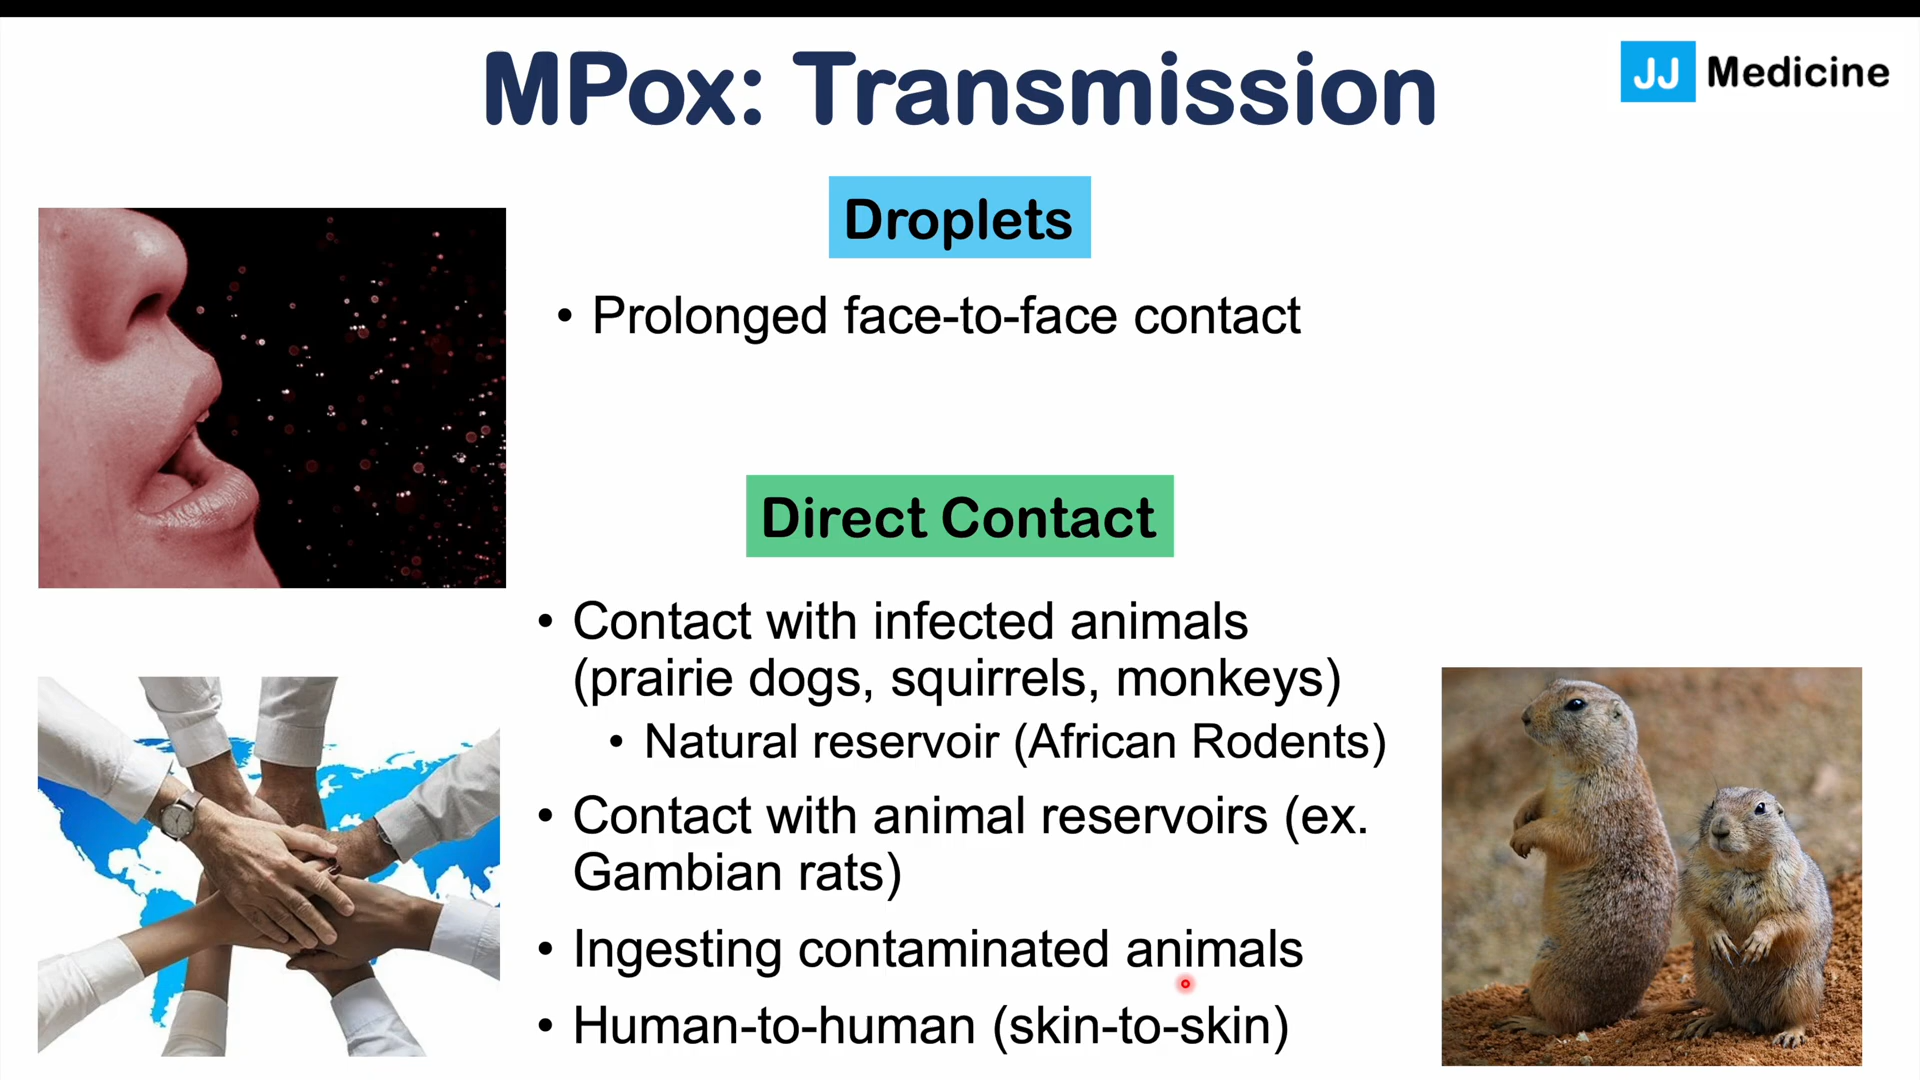 MPox: Transmission
JJ Medicine
Droplets
• Prolonged face-to-face contact
Direct Contact
• Contact with infected animals
(prairie dogs, squirrels, monkeys)
• Natural reservoir (African Rodents)
• Contact with animal reservoirs (ex.
Gambian rats)
• Ingesting contaminated animals
• Human-to-human (skin-to-skin)